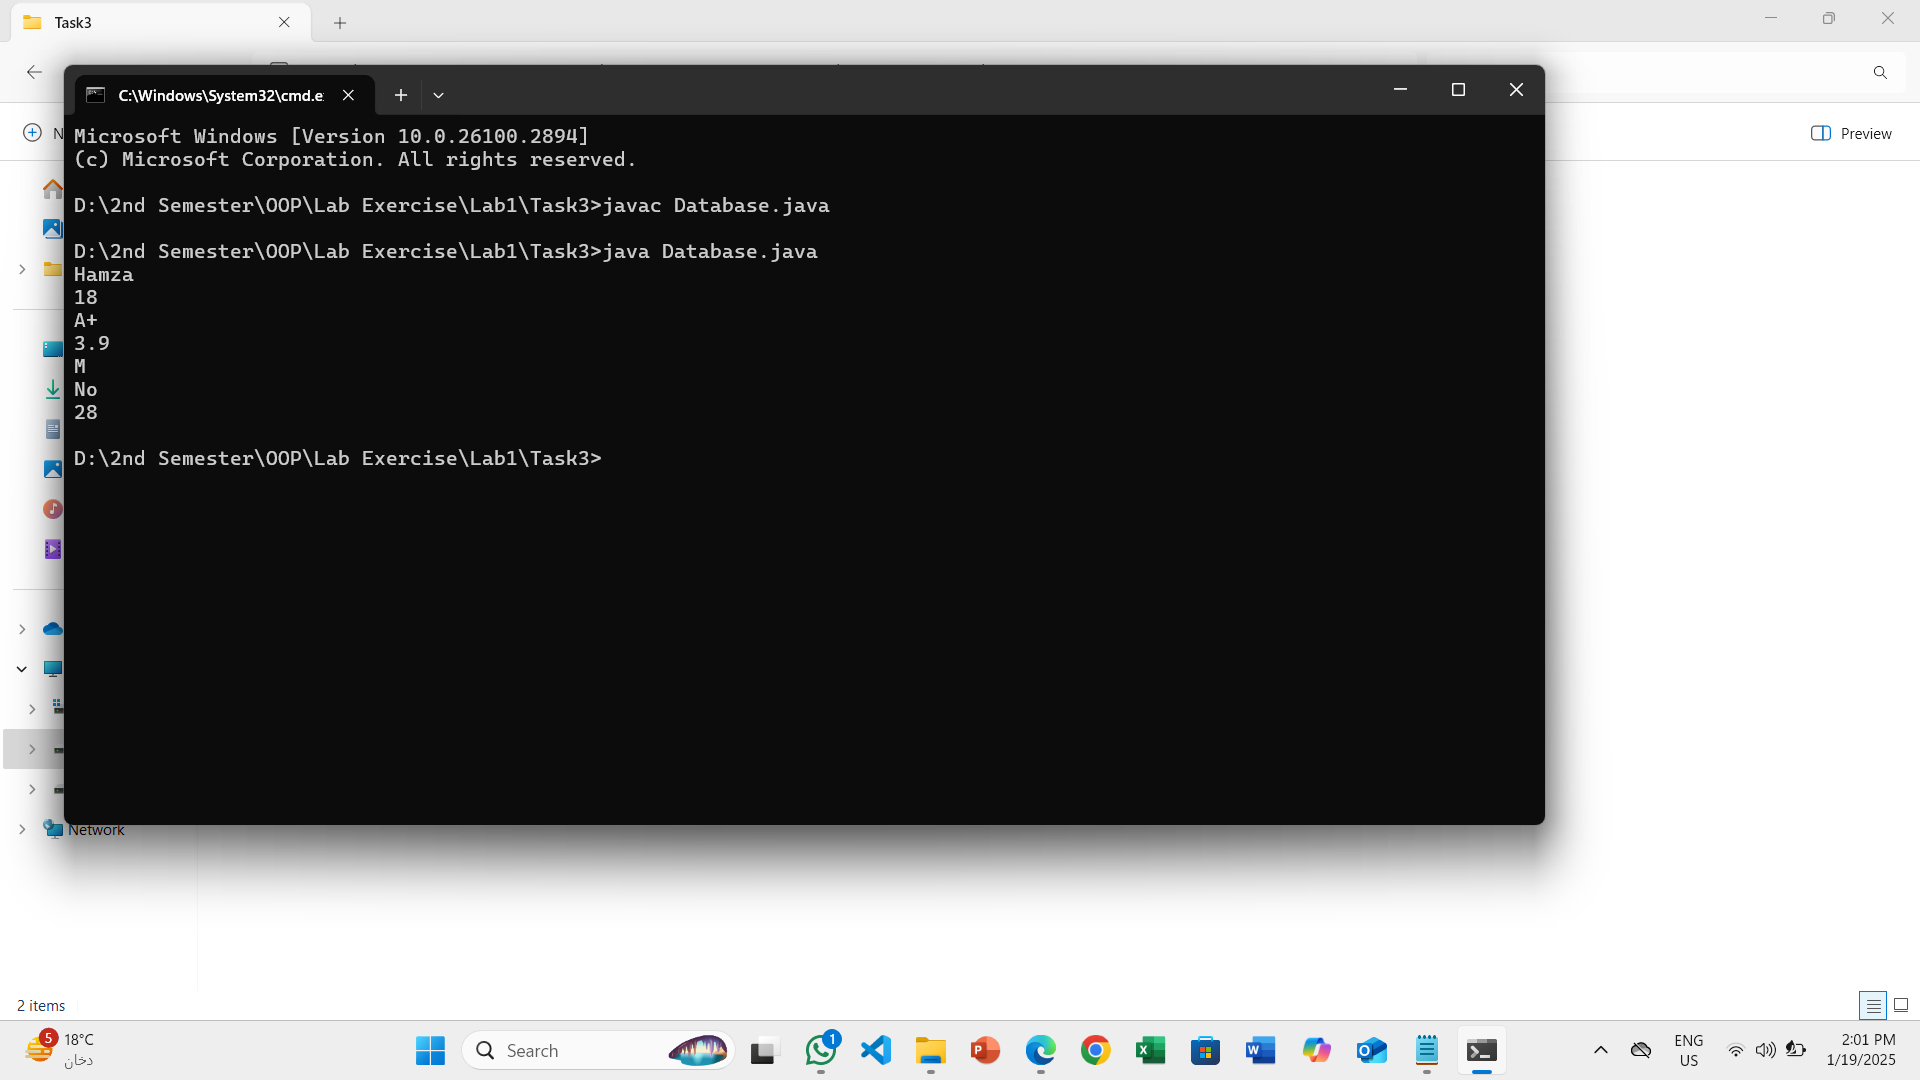 Task3
C:\Windows\System32\cmd.e:
Preview
Microsoft Windows [Version 10.0.26100.2894]
(c) Microsoft Corporation. All rights reserved.
D:\2nd Semester\OOP\Lab Exercise\Lab1\Task3>javac Database.java
D:\2nd Semester\OOP\Lab Exercise\Lab1\Task3>java Database.java
Hamza
18
A+
3.9
M
No
28
D:\2nd Semester\OOP\Lab Exercise\Lab1\Task3>
Network
2 items
5
18°C
دخان
Search
1
ENG
US
2:01 PM
1/19/2025